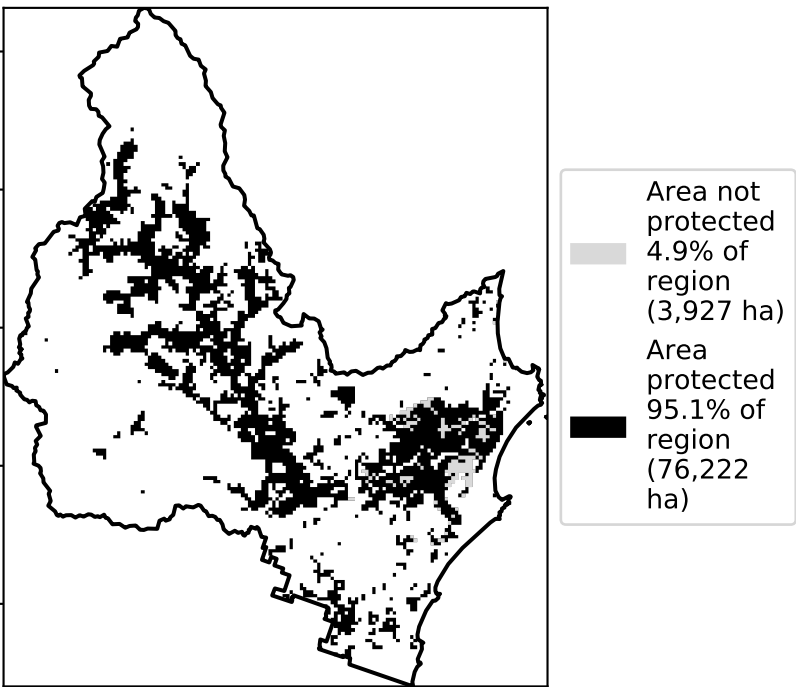 Area not
protected
4.9% of
region
(3,927 ha)
Area
protected
95.1% of
region
(76,222
ha)